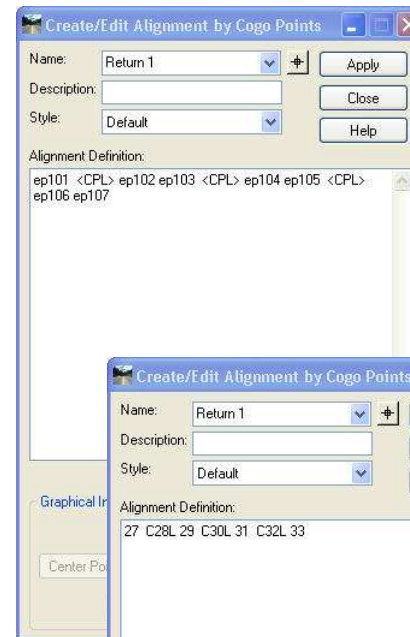 Create/Edit Alignment by Cogo Points
Name: Return 1
Apply
Description:
Close
Style: Default
Help
Alignment Definition:
ep101 <CPL> ep102 ep103 <CPL> ep104 ep105 <CPL>
ep106 ep107
Graphical
Center
Create/Edit Alignment by Cogo Points
Name: Return 1
Description:
Style: Default
Alignment Definition:
27 C28L 29 C30L 31 C32L 33